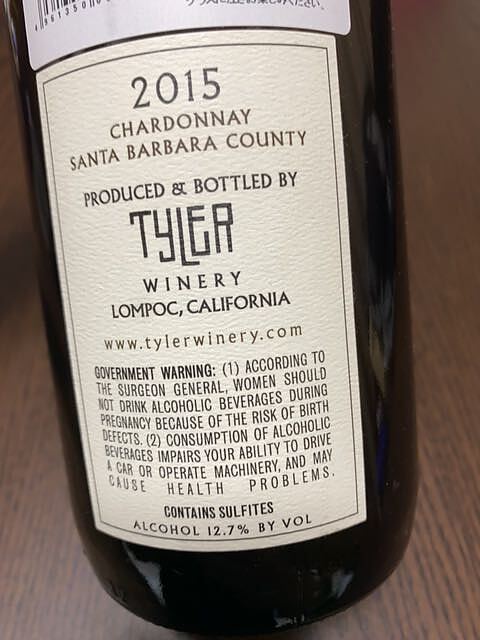 2015
CHARDONNAY
SANTA BARBARA COUNTY
PRODUCED & BOTTLED BY
TYLER
WINERY
LOMPOC, CALIFORNIA
www.tylerwinery.com
GOVERNMENT WARNING: (1) ACCORDING TO
THE SURGEON GENERAL, WOMEN SHOULD
NOT DRINK ALCOHOLIC BEVERAGES DURING
PREGNANCY BECAUSE OF THE RISK OF BIRTH
DEFECTS. (2) CONSUMPTION OF ALCOHOLIC
BEVERAGES IMPAIRS YOUR ABILITY TO DRIVE
A CAR OR OPERATE MACHINERY, AND MAY
CAUSE HEALTH PROBLEMS.
CONTAINS SULFITES
ALCOHOL 12.7% BY VOL